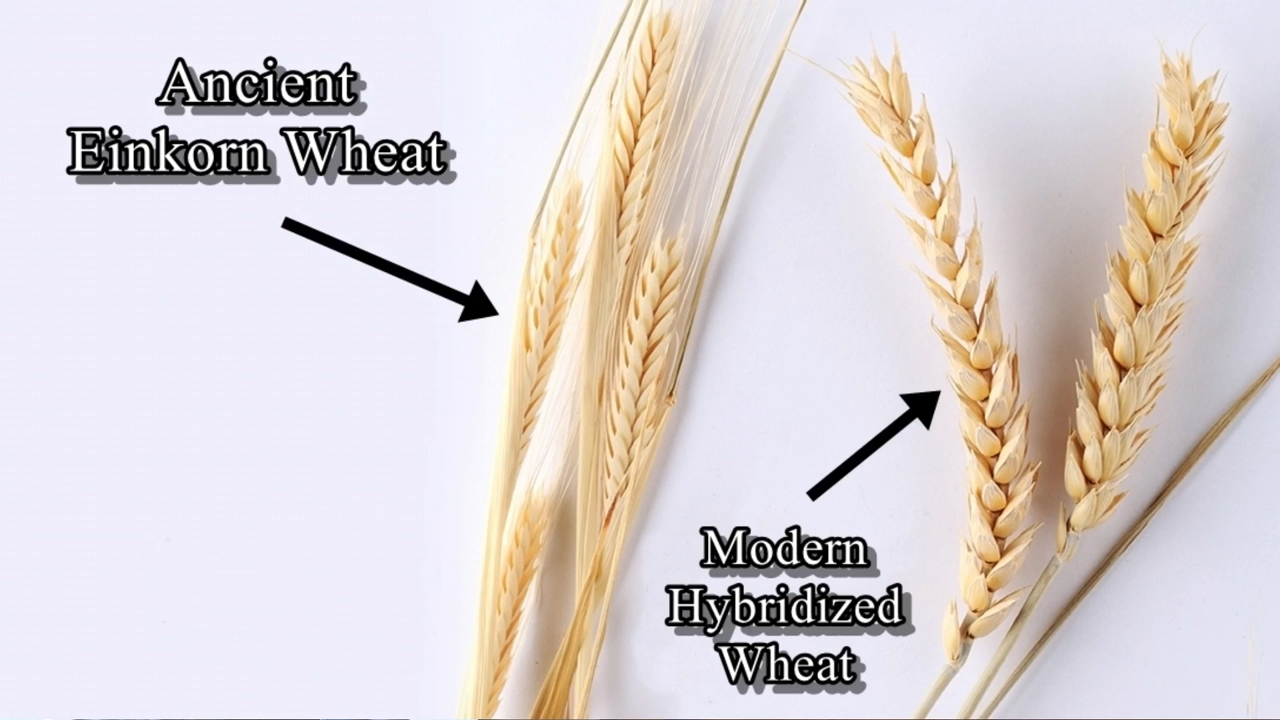 Ancient
Einkorn Wheat
Modern
Hybridized
Wheat